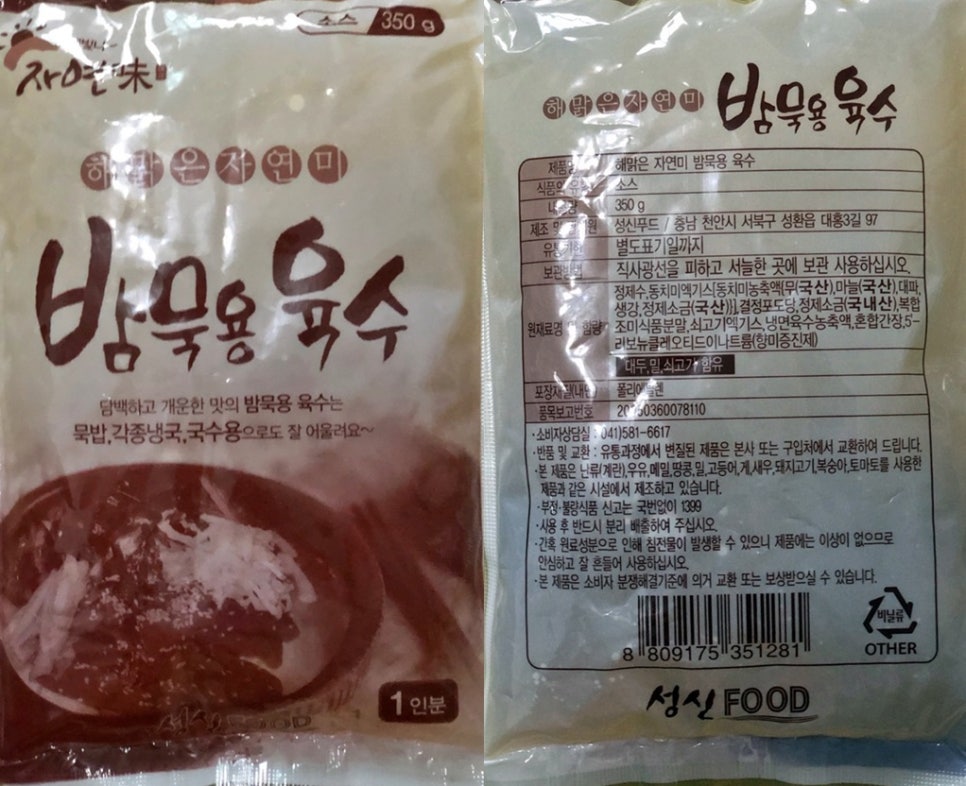 소스 350 g
자연味
해맑은자연미
밤묵용 육수
담백하고 개운한 맛의 밤묵용 육수는
묵밥,각종냉국,국수용으로도 잘 어울려요~
1인분
성신 FOOD
해맑은자연미 밤묵용 육수
해맑은 자연미 밤묵용 육수
소스
350 g
성신푸드 / 충남 천안시 서북구 성환읍 대홍3길 97
별도표기일까지
직사광선을 피하고 서늘한 곳에 보관 사용하십시오.
원재료명 함량
정제수,동치미엑기스{동치미농축액[무(국산),마늘(국산),대파,
생강,정제소금(국산)]},결정포도당,정제소금(국내산),복합
조미식품분말,쇠고기엑기스,냉면육수농축액,혼합간장,5'-
리보뉴클레오티드이나트륨(향미증진제)
대두,밀,쇠고기 함유
품목보고번호
·소비자상담실 : 041)581-6617
·반품 및 교환 : 유통과정에서 변질된 제품은 본사 또는 구입처에서 교환하여 드립니다.
·본 제품은 난류(계란),우유,메밀,땅콩,밀,고등어,게,새우,돼지고기,복숭아,토마토를 사용한
제품과 같은 시설에서 제조하고 있습니다.
·부정·불량식품 신고는 국번없이 1399
·사용 후 반드시 분리 배출하여 주십시오.
·간혹 원료성분으로 인해 침전물이 발생할 수 있으니 제품에는 이상이 없으므로
안심하고 잘 흔들어 사용하십시오.
·본 제품은 소비자 분쟁해결기준에 의거 교환 또는 보상받으실 수 있습니다.
8 809175 351281
비닐류
OTHER
성신 FOOD